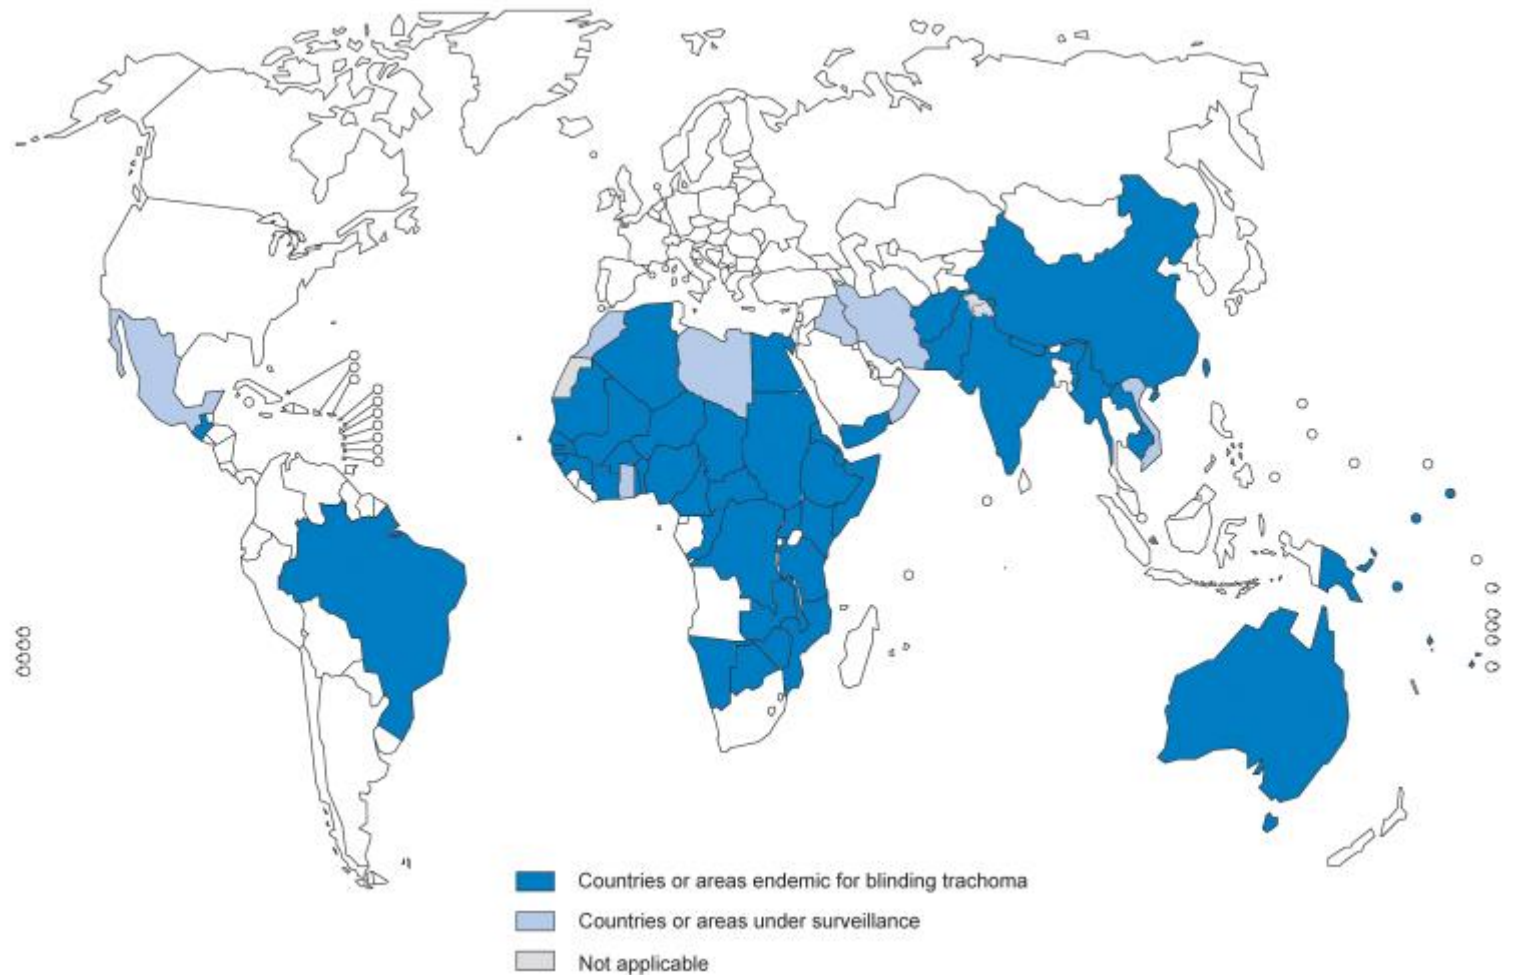 Countries or areas endemic for blinding trachoma
Countries or areas under surveillance
Not applicable